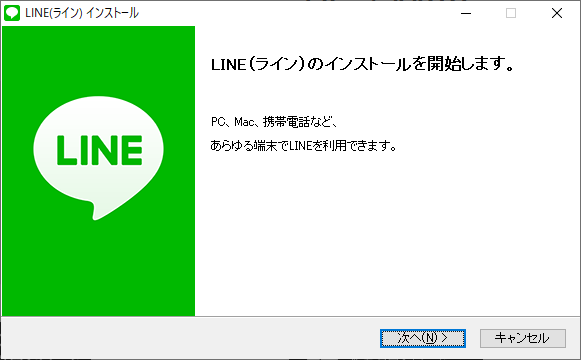 LINE(ライン) インストール
LINE（ライン）のインストールを開始します。
LINE
PC、Mac、携帯電話など、
あらゆる端末でLINEを利用できます。
次へ(N) >
キャンセル